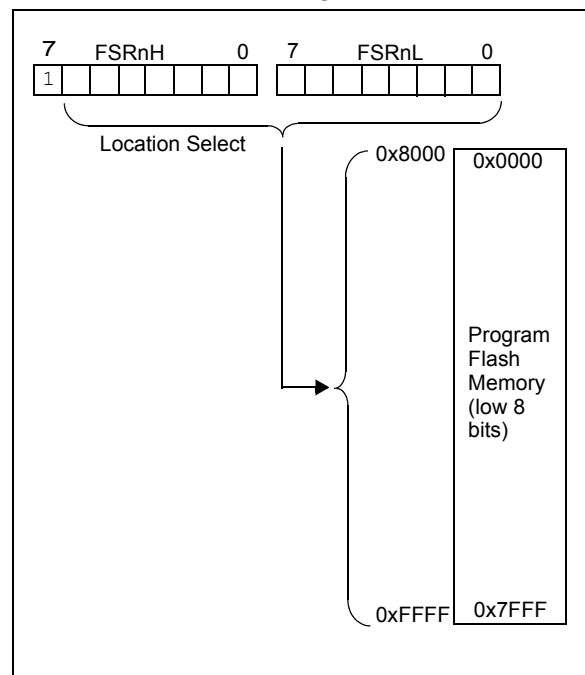 7 FSRnH 0 7 FSRnL 0
1
Location Select
0x8000 0x0000
Program
Flash
Memory
(low 8
bits)
0xFFFF 0x7FFF